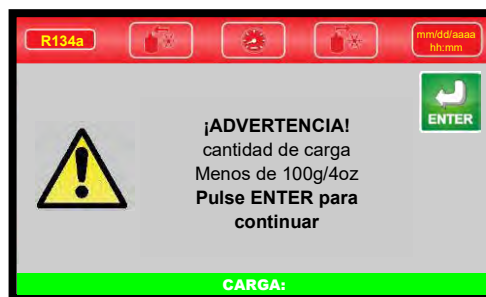 R134a
mm/dd/aaaa
hh:mm
ENTER
¡ADVERTENCIA!
cantidad de carga
Menos de 100g/4oz
Pulse ENTER para
continuar
CARGA: